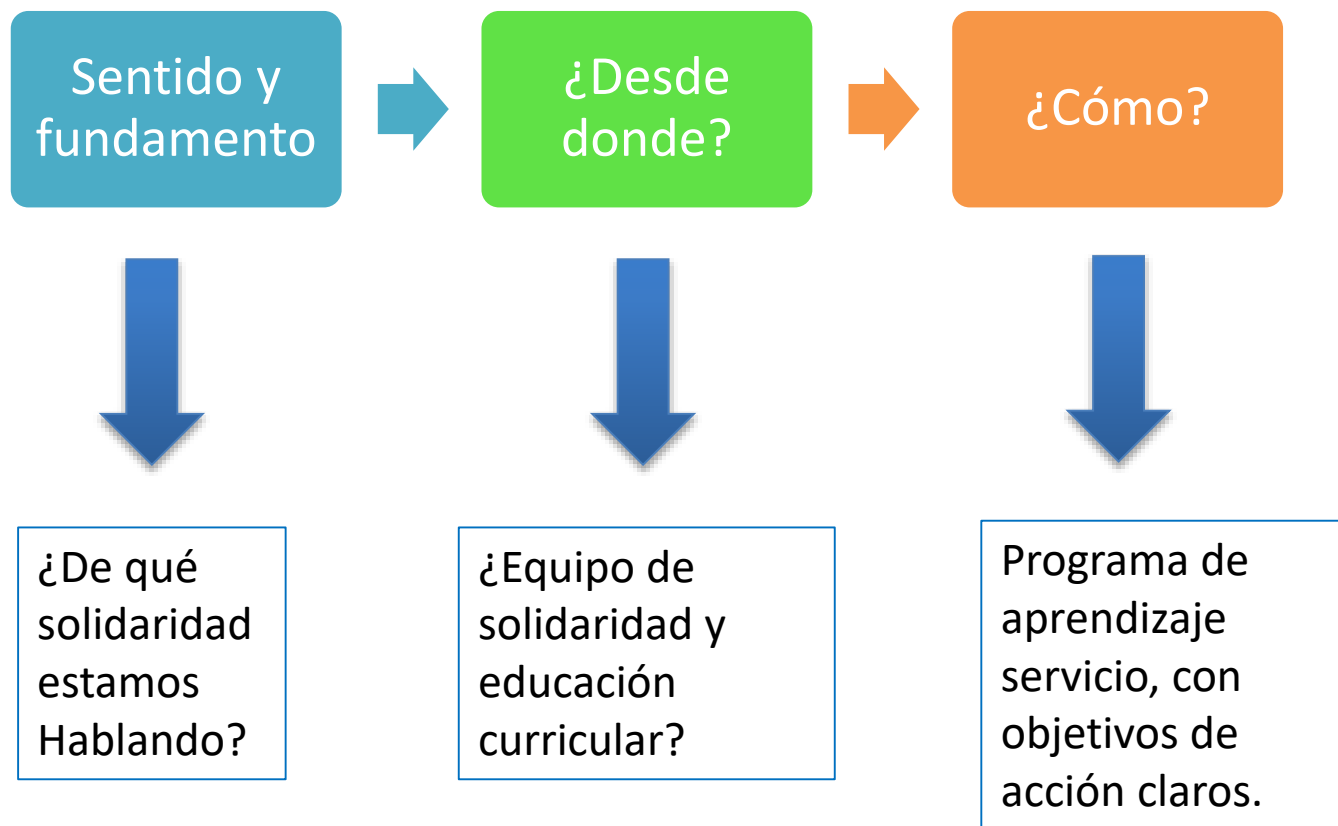 Sentido y
fundamento
¿Desde
donde?
¿Cómo?
¿De qué
solidaridad
estamos
Hablando?
¿Equipo de
solidaridad y
educación
curricular?
Programa de
aprendizaje
servicio, con
objetivos de
acción claros.